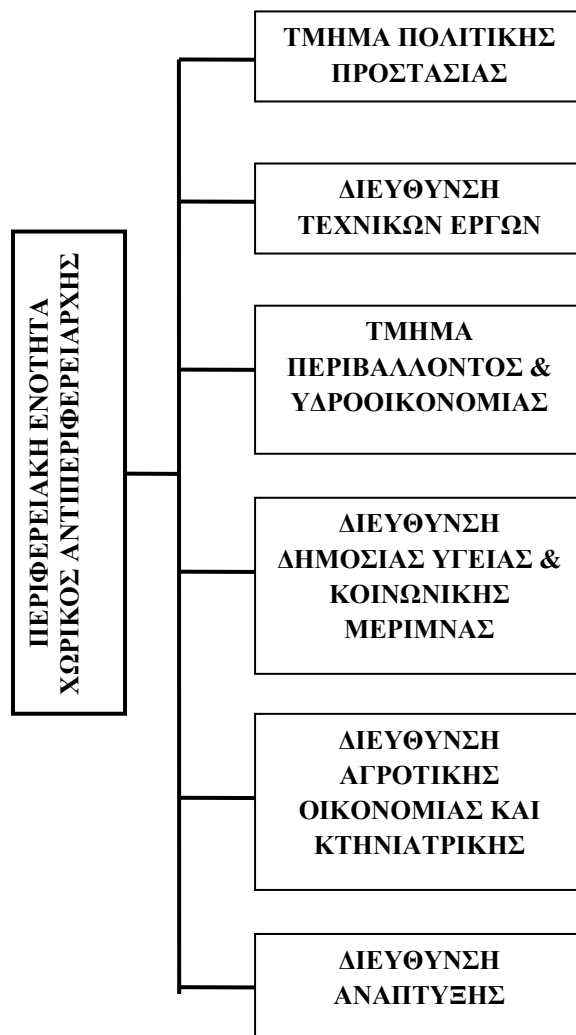 ΠΕΡΙΦΕΡΕΙΑΚΗ ΕΝΟΤΗΤΑ
ΧΩΡΙΚΟΣ ΑΝΤΙΠΕΡΙΦΕΡΕΙΑΡΧΗΣ
ΤΜΗΜΑ ΠΟΛΙΤΙΚΗΣ
ΠΡΟΣΤΑΣΙΑΣ
ΔΙΕΥΘΥΝΣΗ
ΤΕΧΝΙΚΩΝ ΕΡΓΩΝ
ΤΜΗΜΑ
ΠΕΡΙΒΑΛΛΟΝΤΟΣ &
ΥΔΡΟΟΙΚΟΝΟΜΙΑΣ
ΔΙΕΥΘΥΝΣΗ
ΔΗΜΟΣΙΑΣ ΥΓΕΙΑΣ &
ΚΟΙΝΩΝΙΚΗΣ
ΜΕΡΙΜΝΑΣ
ΔΙΕΥΘΥΝΣΗ
ΑΓΡΟΤΙΚΗΣ
ΟΙΚΟΝΟΜΙΑΣ ΚΑΙ
ΚΤΗΝΙΑΤΡΙΚΗΣ
ΔΙΕΥΘΥΝΣΗ
ΑΝΑΠΤΥΞΗΣ